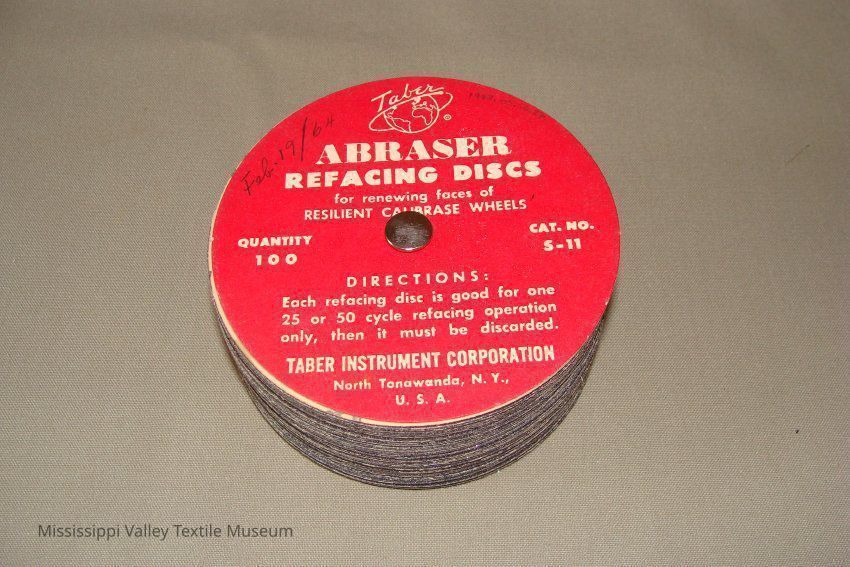 Taber
®
Feb. 19/64
ABRASER
REFACING DISCS
for renewing faces of
RESILIENT CALIBRASE WHEELS
QUANTITY
100
CAT. NO.
S-11
DIRECTIONS:
Each refacing disc is good for one
25 or 50 cycle refacing operation
only, then it must be discarded.
TABER INSTRUMENT CORPORATION
North Tonawanda, N. Y.,
U. S. A.
Mississippi Valley Textile Museum